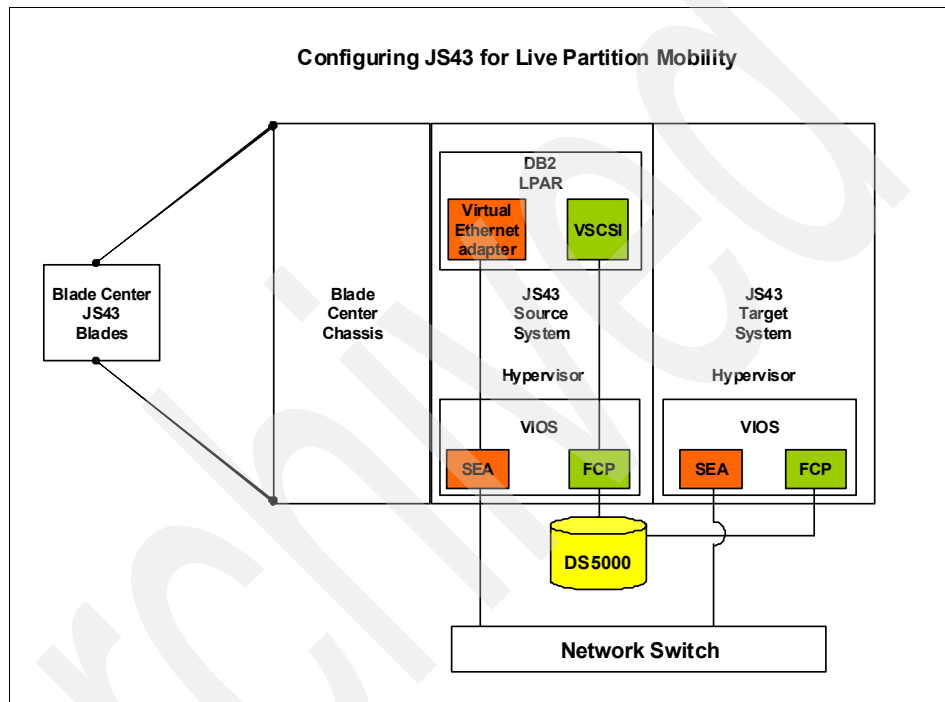 Configuring JS43 for Live Partition Mobility
DB2
LPAR
Virtual
Ethernet
adapter
VSCSI
Blade Center
JS43
Blades
Blade
Center
Chassis
JS43
Source
System
JS43
Target
System
Hypervisor
Hypervisor
VIOS
VIOS
SEA
FCP
SEA
FCP
DS5000
Network Switch
rchived